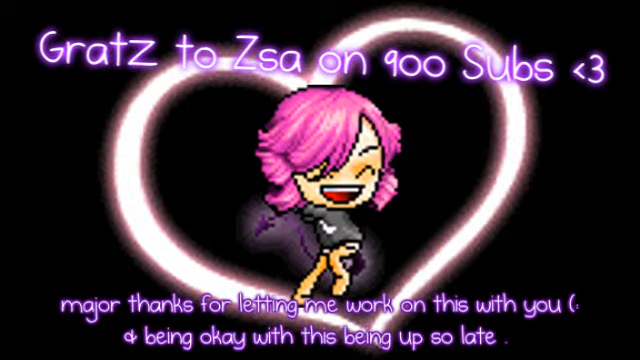 Gratz to Zsa on 900 Subs <3
major thanks for letting me work on this with you (:
& being okay with this being up so late .